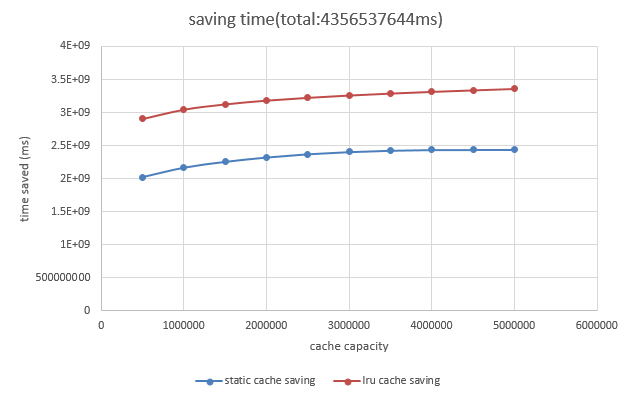 saving time(total:4356537644ms)
4E+09
3.5E+09
3E+09
2.5E+09
2E+09
1.5E+09
1E+09
500000000
0
time saved (ms)
0 1000000 2000000 3000000 4000000 5000000 6000000
cache capacity
static cache saving lru cache saving